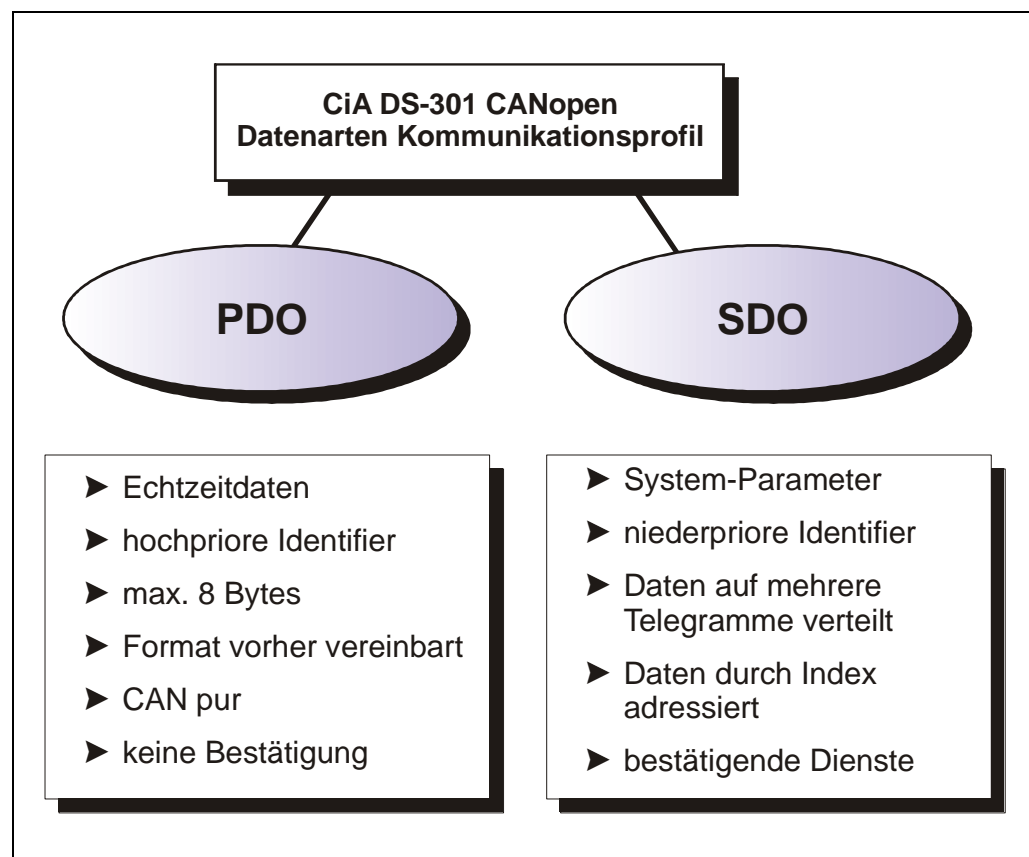 CiA DS-301 CANopen
Datenarten Kommunikationsprofil
PDO
SDO
➤ Echtzeitdaten
➤ hochpriore Identifier
➤ max. 8 Bytes
➤ Format vorher vereinbart
➤ CAN pur
➤ keine Bestätigung
➤ System-Parameter
➤ niederpriore Identifier
➤ Daten auf mehrere
Telegramme verteilt
➤ Daten durch Index
adressiert
➤ bestätigende Dienste